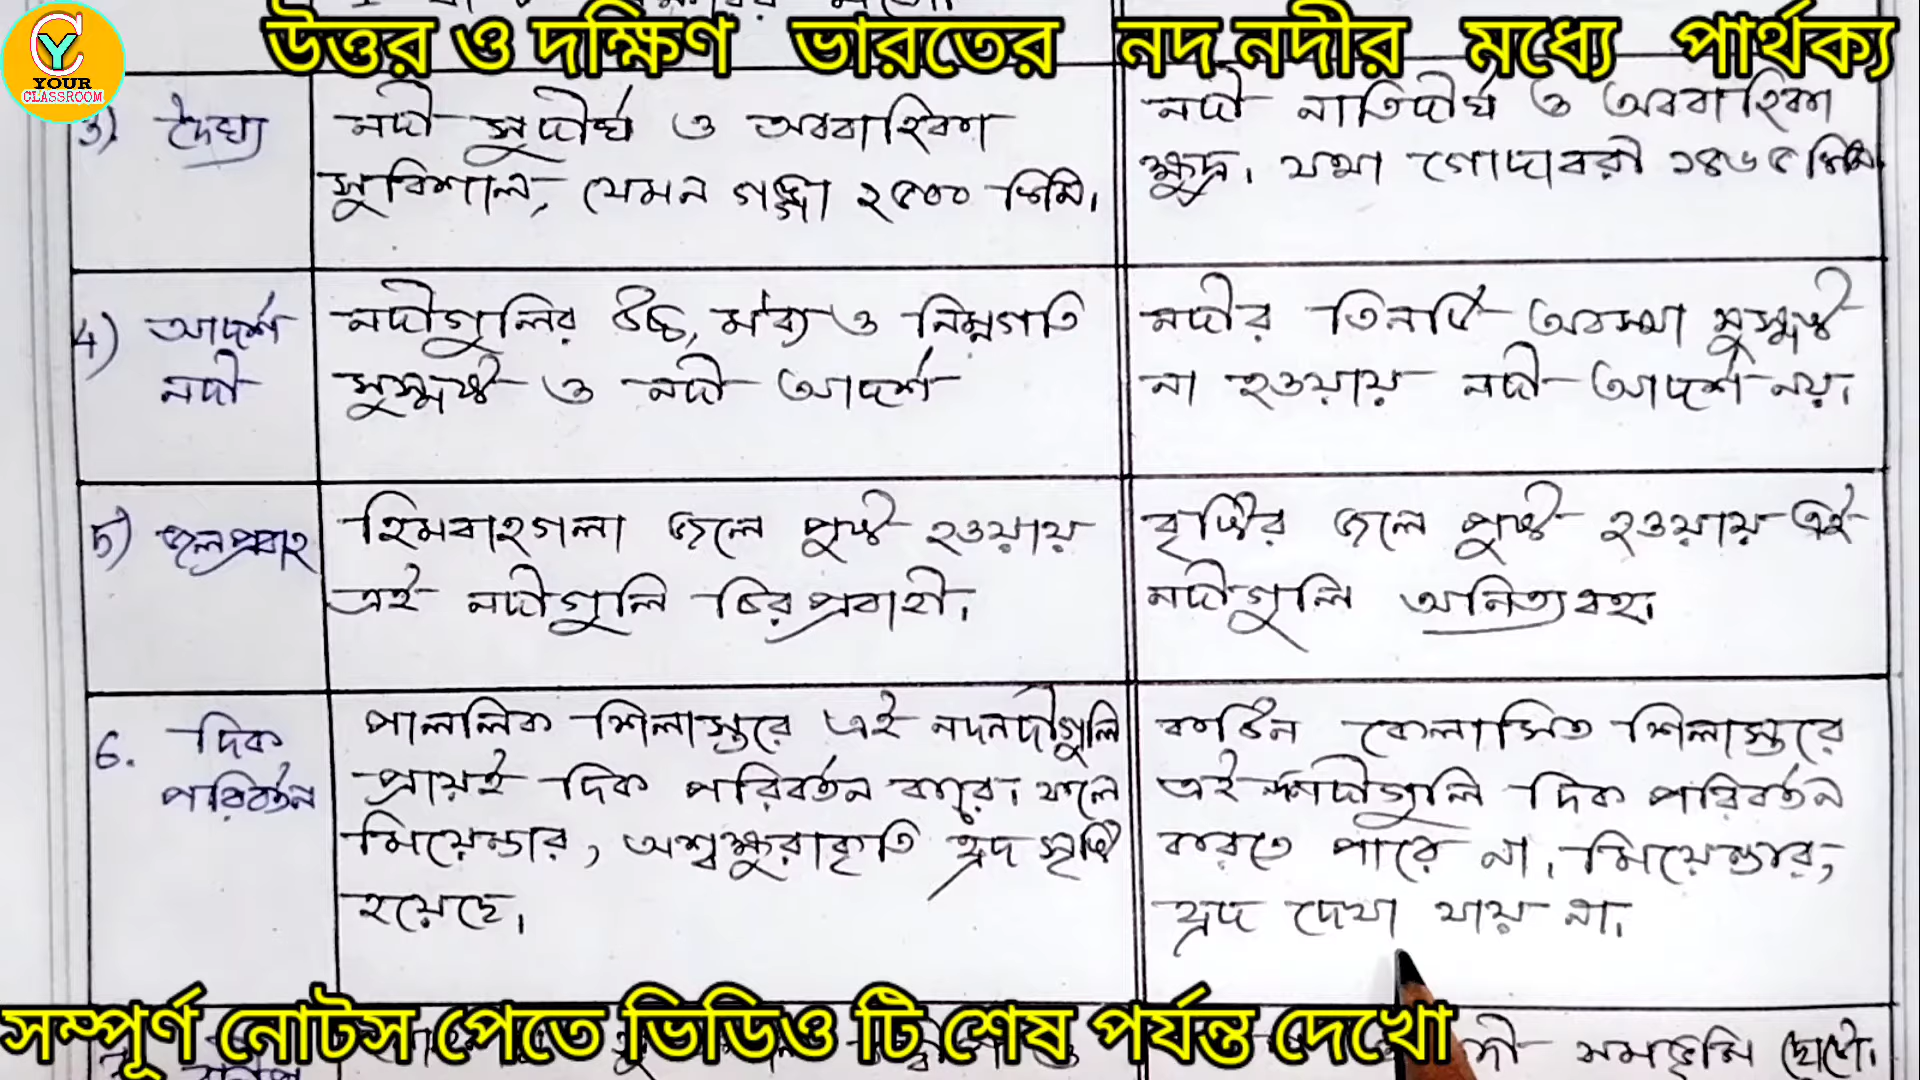 উত্তর ও দক্ষিণ ভারতের নদ নদীর মধ্যে পার্থক্য
CY
YOUR
CLASSROOM
3) দৈর্ঘ্য
নদী সুদীর্ঘ ও অববাহিকা
সুবিশাল, যেমন গঙ্গা ২৫০০ কিমি।
নদী নাতিদীর্ঘ ও অববাহিকা
ক্ষুদ্র। যথা গোদাবরী ১৪৬৫ কিমি
4) আদর্শ
নদী
নদীগুলির উচ্চ, মধ্য ও নিম্নগতি
সুস্পষ্ট ও নদী আদর্শ
নদীর তিনটি অবস্থা সুস্পষ্ট
না হওয়ায় নদী আদর্শ নয়।
5) জলপ্রবাহ
হিমবাহগলা জলে পুষ্ট হওয়ায়
এই নদীগুলি চিরপ্রবাহী।
বৃষ্টির জলে পুষ্ট হওয়ায় এই
নদীগুলি অনিত্যবহ।
6. দিক
পরিবর্তন
পাললিক শিলাস্তরে এই নদনদীগুলি
প্রায়ই দিক পরিবর্তন করে। ফলে
মিয়েন্ডার, অশ্বক্ষুরাকৃতি হ্রদ সৃষ্টি
হয়েছে।
কঠিন কেলাসিত শিলাস্তরে
এই নদীগুলি দিক পরিবর্তন
করতে পারে না। মিয়েন্ডার,
হ্রদ দেখা যায় না।
সমভূমি ছোটো।
সম্পূর্ণ নোটস পেতে ভিডিও টি শেষ পর্যন্ত দেখো